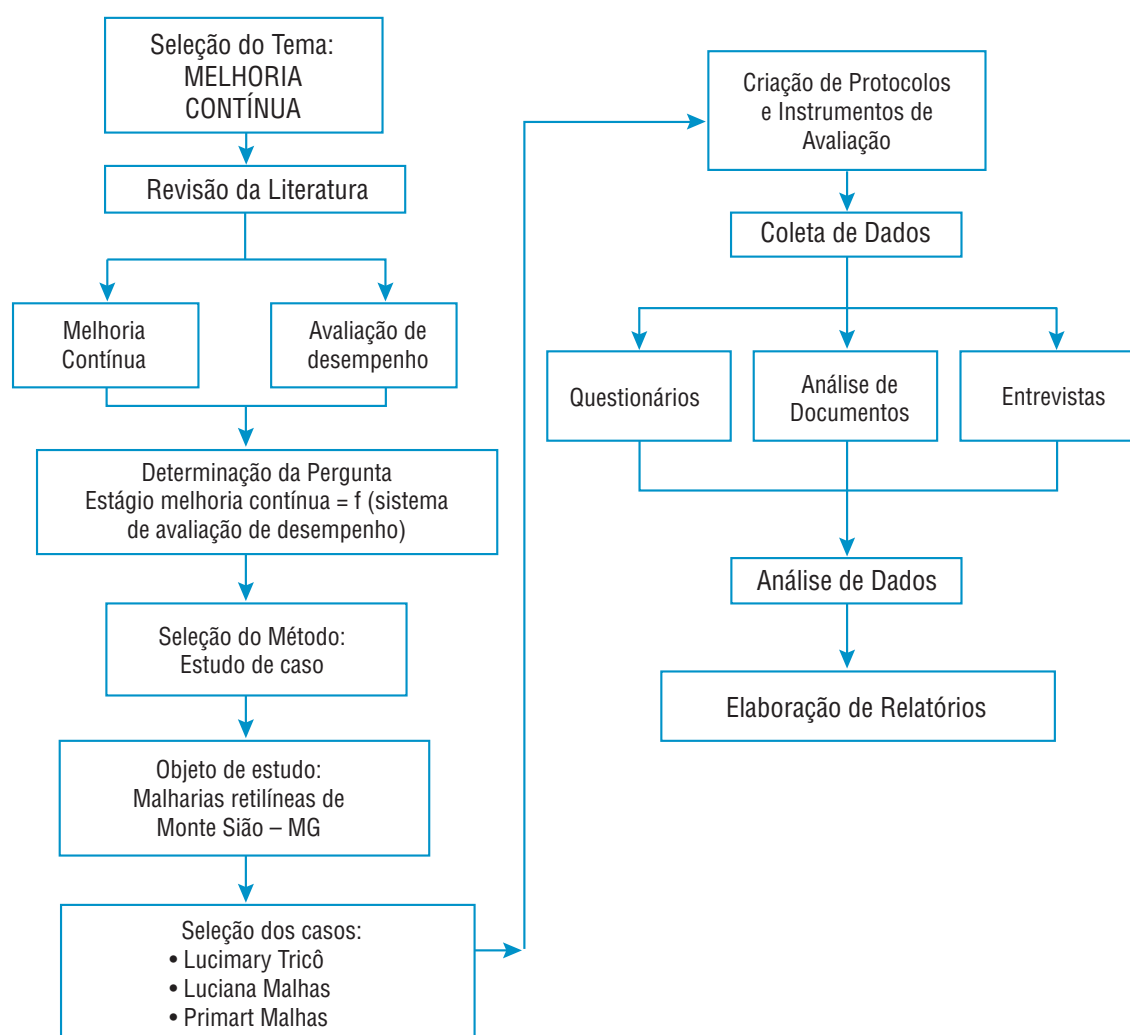 Seleção do Tema:
MELHORIA
CONTÍNUA
Revisão da Literatura
Melhoria
Contínua
Avaliação de
desempenho
Determinação da Pergunta
Estágio melhoria contínua = f (sistema
de avaliação de desempenho)
Seleção do Método:
Estudo de caso
Objeto de estudo:
Malharias retilíneas de
Monte Sião – MG
Seleção dos casos:
• Lucimary Tricô
• Luciana Malhas
• Primart Malhas
Criação de Protocolos
e Instrumentos de
Avaliação
Coleta de Dados
Questionários
Análise de
Documentos
Entrevistas
Análise de Dados
Elaboração de Relatórios